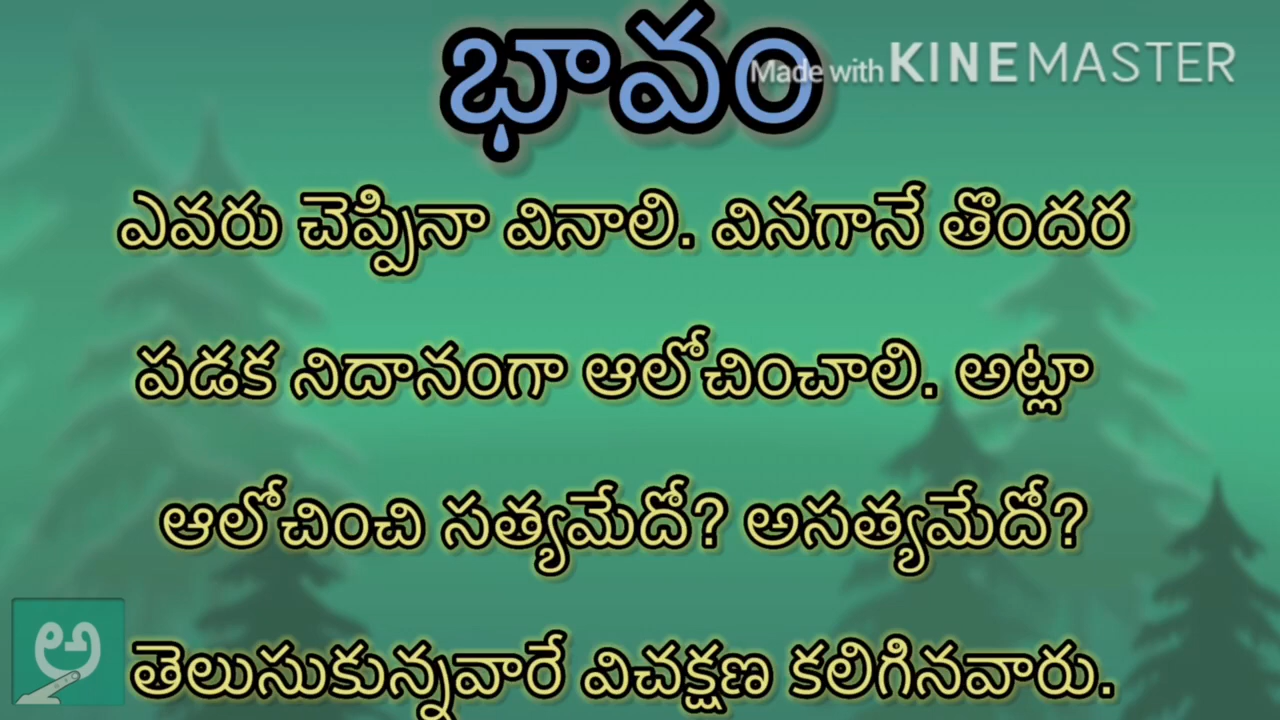 భావం
Made with KINEMASTER
ఎవరు చెప్పినా వినాలి. వినగానే తొందర
పడక నిదానంగా ఆలోచించాలి. అట్లా
ఆలోచించి సత్యమేదో? అసత్యమేదో?
తెలుసుకున్నవారే విచక్షణ కలిగినవారు.
అ